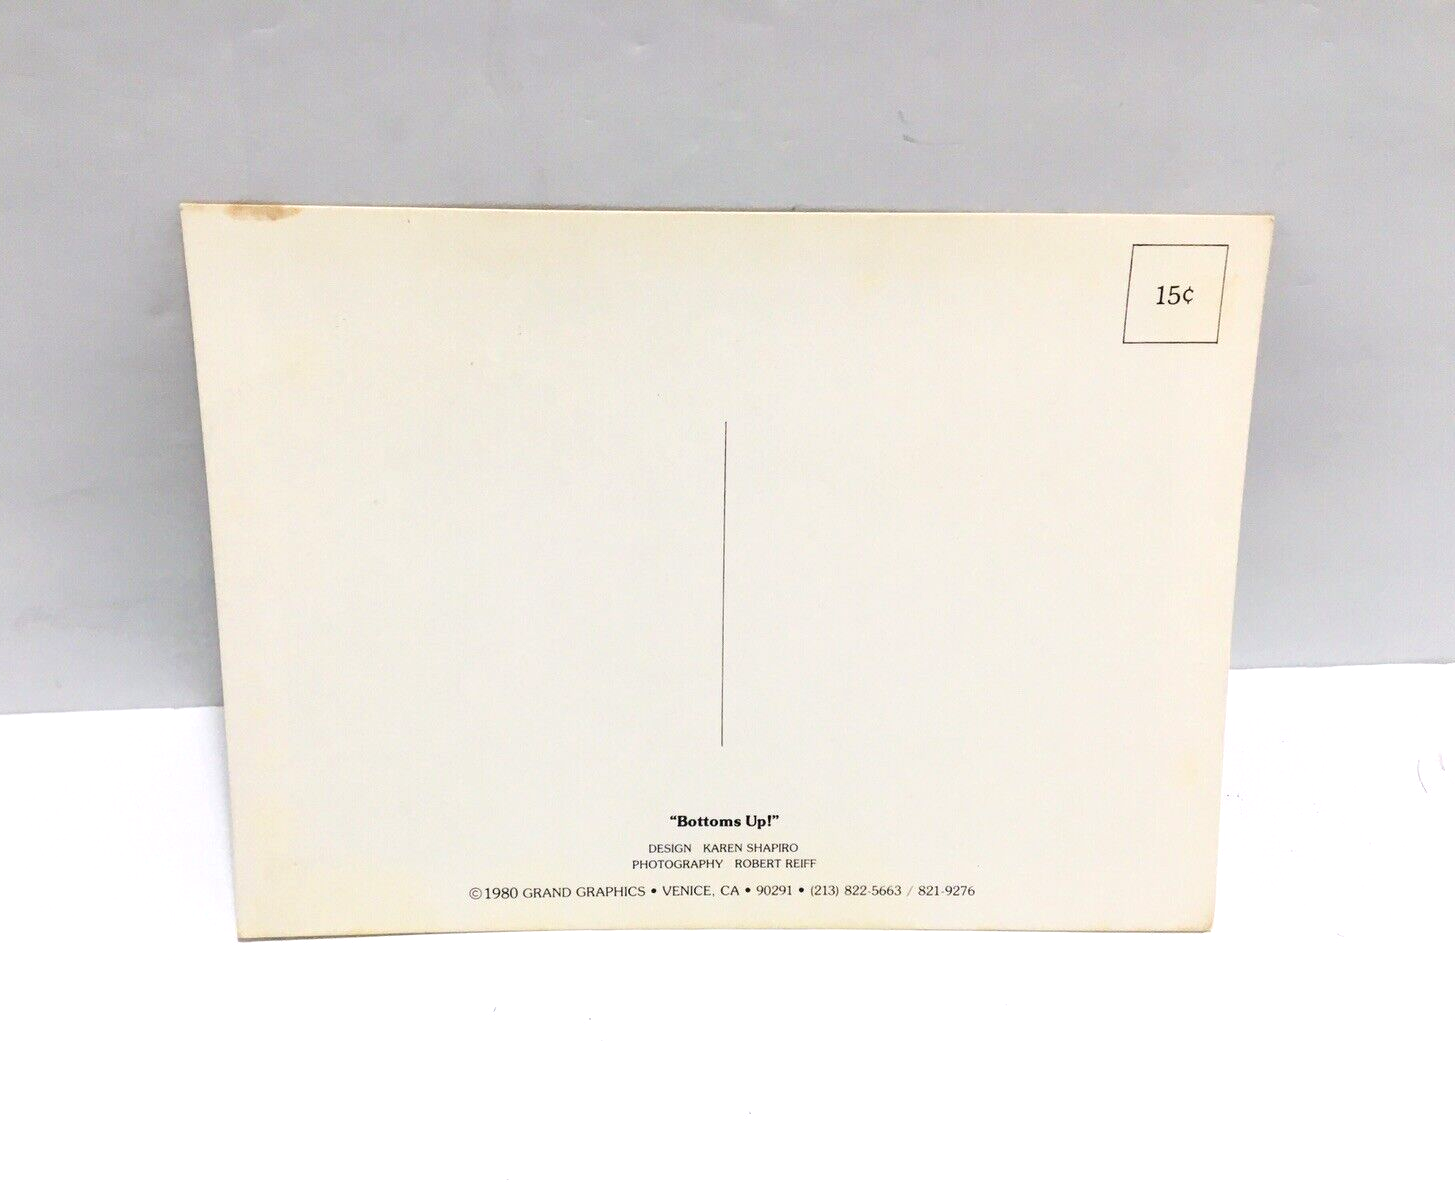 15¢
“Bottoms Up!”
DESIGN KAREN SHAPIRO
PHOTOGRAPHY ROBERT REIFF
©1980 GRAND GRAPHICS • VENICE, CA • 90291 • (213) 822-5663 / 821-9276